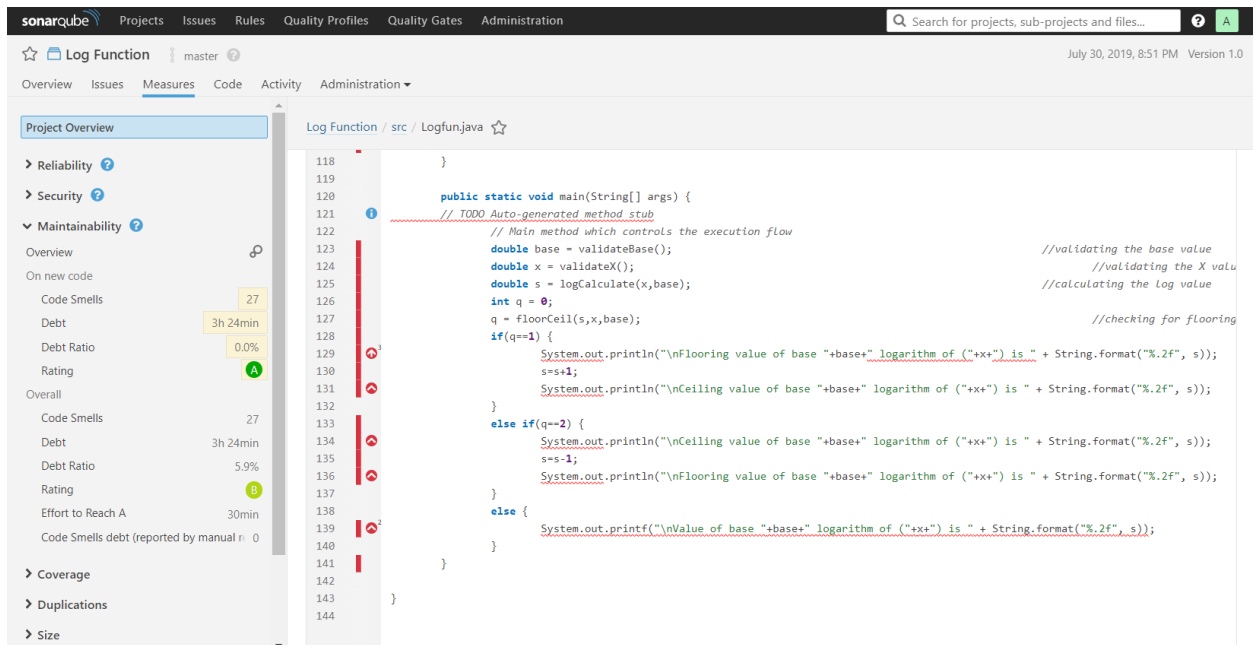 sonarqube Projects Issues Rules Quality Profiles Quality Gates Administration Search for projects, sub-projects and files... ? A
Log Function master ? July 30, 2019, 8:51 PM Version 1.0
Overview Issues Measures Code Activity Administration
Project Overview
Reliability ?
Security ?
Maintainability ?
Overview
On new code
Code Smells 27
Debt 3h 24min
Debt Ratio 0.0%
Rating A
Overall
Code Smells 27
Debt 3h 24min
Debt Ratio 5.9%
Rating B
Effort to Reach A 30min
Code Smells debt (reported by manual r 0
Coverage
Duplications
Size
Log Function / src / Logfun.java
118 }
119
120 public static void main(String[] args) {
121 // TODO Auto-generated method stub
122 // Main method which controls the execution flow
123 double base = validateBase(); //validating the base value
124 double x = validateX(); //validating the X valu
125 double s = logCalculate(x,base); //calculating the log value
126 int q = 0;
127 q = floorCeil(s,x,base); //checking for flooring
128 if(q==1) {
129 3 System.out.println("\nFlooring value of base "+base+" logarithm of ("+x+") is " + String.format("%.2f", s));
130 s=s+1;
131 System.out.println("\nCeiling value of base "+base+" logarithm of ("+x+") is " + String.format("%.2f", s));
132 }
133 else if(q==2) {
134 System.out.println("\nCeiling value of base "+base+" logarithm of ("+x+") is " + String.format("%.2f", s));
135 s=s-1;
136 System.out.println("\nFlooring value of base "+base+" logarithm of ("+x+") is " + String.format("%.2f", s));
137 }
138 else {
139 2 System.out.printf("\nValue of base "+base+" logarithm of ("+x+") is " + String.format("%.2f", s));
140 }
141 }
142
143 }
144